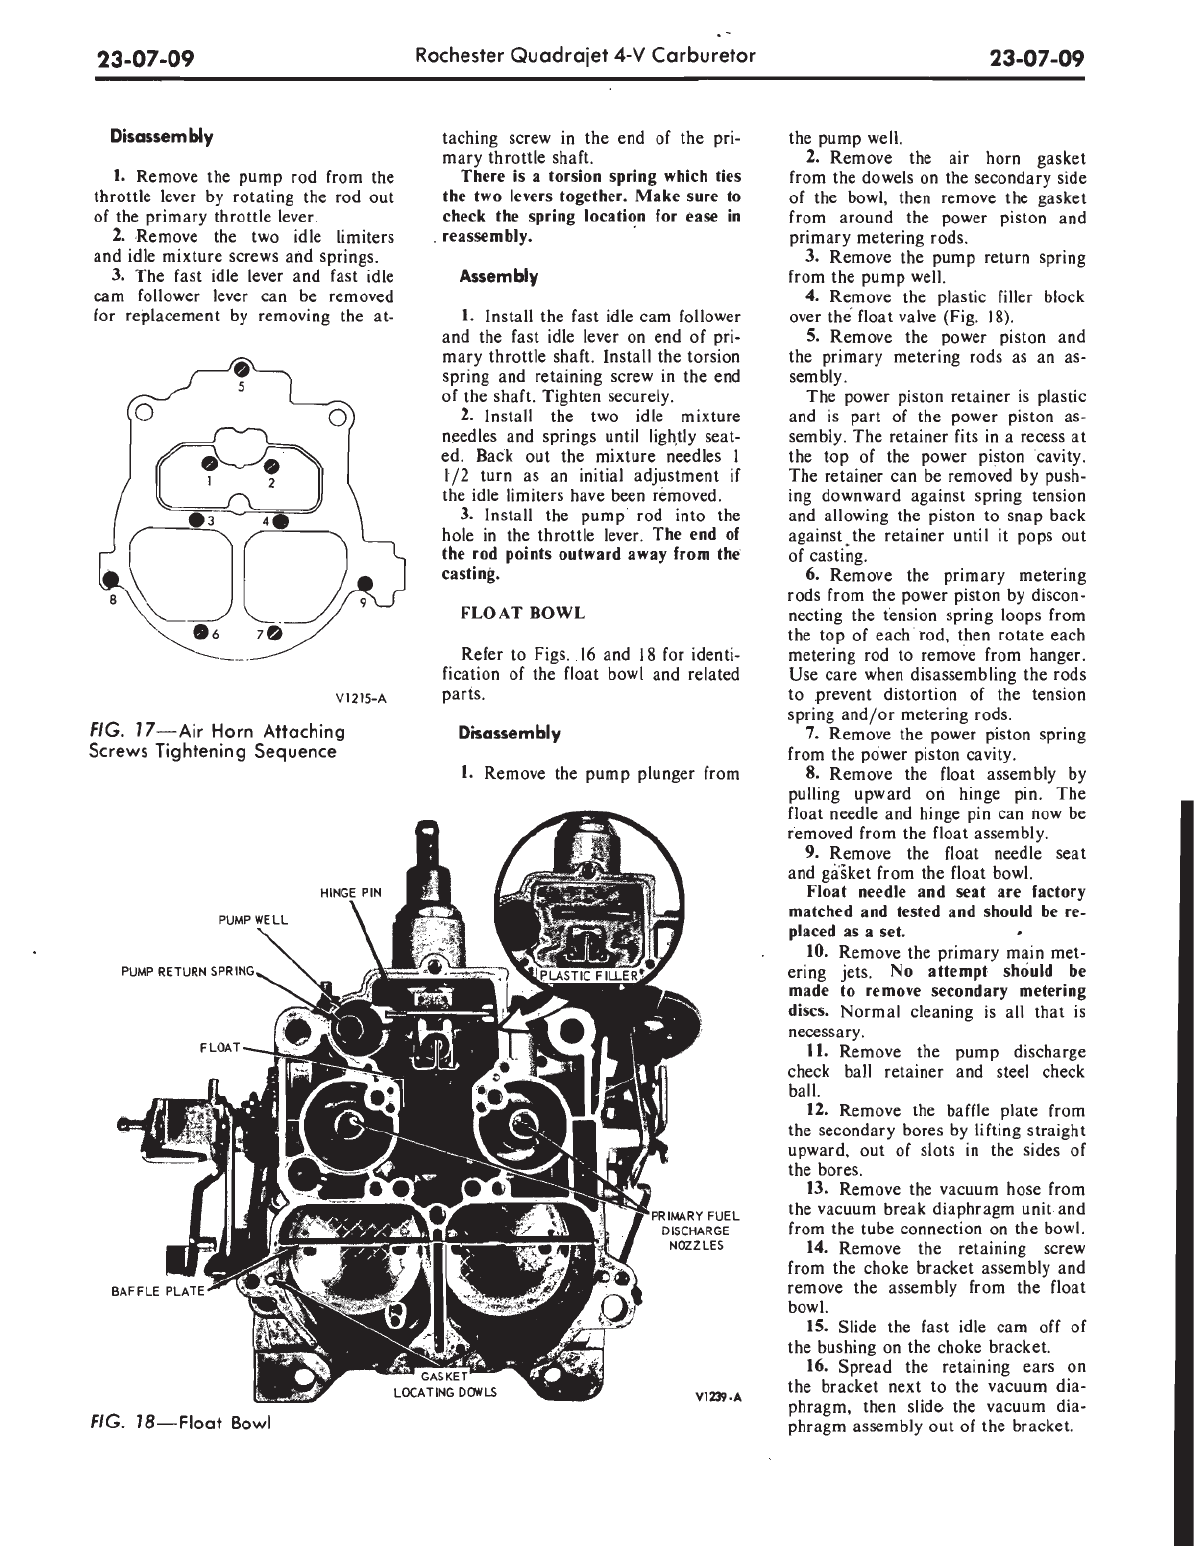 23-07-09
Rochester Quadrajet 4-V Carburetor
23-07-09
Disassembly
1. Remove the pump rod from the
throttle lever by rotating the rod out
of the primary throttle lever.
2. Remove the two idle limiters
and idle mixture screws and springs.
3. The fast idle lever and fast idle
cam follower lever can be removed
for replacement by removing the at-
5
1
2
3
4
8
9
6
7
V1215-A
FIG. 17—Air Horn Attaching
Screws Tightening Sequence
taching screw in the end of the pri-
mary throttle shaft.
There is a torsion spring which ties
the two levers together. Make sure to
check the spring location for ease in
reassembly.
Assembly
1. Install the fast idle cam follower
and the fast idle lever on end of pri-
mary throttle shaft. Install the torsion
spring and retaining screw in the end
of the shaft. Tighten securely.
2. Install the two idle mixture
needles and springs until lightly seat-
ed. Back out the mixture needles 1
1/2 turn as an initial adjustment if
the idle limiters have been removed.
3. Install the pump rod into the
hole in the throttle lever. The end of
the rod points outward away from the
casting.
FLOAT BOWL
Refer to Figs. 16 and 18 for identi-
fication of the float bowl and related
parts.
Disassembly
1. Remove the pump plunger from
the pump well.
2. Remove the air horn gasket
from the dowels on the secondary side
of the bowl, then remove the gasket
from around the power piston and
primary metering rods.
3. Remove the pump return spring
from the pump well.
4. Remove the plastic filler block
over the float valve (Fig. 18).
5. Remove the power piston and
the primary metering rods as an as-
sembly.
The power piston retainer is plastic
and is part of the power piston as-
sembly. The retainer fits in a recess at
the top of the power piston cavity.
The retainer can be removed by push-
ing downward against spring tension
and allowing the piston to snap back
against the retainer until it pops out
of casting.
6. Remove the primary metering
rods from the power piston by discon-
necting the tension spring loops from
the top of each rod, then rotate each
metering rod to remove from hanger.
Use care when disassembling the rods
to prevent distortion of the tension
spring and/or metering rods.
7. Remove the power piston spring
from the power piston cavity.
8. Remove the float assembly by
pulling upward on hinge pin. The
float needle and hinge pin can now be
removed from the float assembly.
9. Remove the float needle seat
and gasket from the float bowl.
Float needle and seat are factory
matched and tested and should be re-
placed as a set.
10. Remove the primary main met-
ering jets. No attempt should be
made to remove secondary metering
discs. Normal cleaning is all that is
necessary.
11. Remove the pump discharge
check ball retainer and steel check
ball.
12. Remove the baffle plate from
the secondary bores by lifting straight
upward, out of slots in the sides of
the bores.
13. Remove the vacuum hose from
the vacuum break diaphragm unit and
from the tube connection on the bowl.
14. Remove the retaining screw
from the choke bracket assembly and
remove the assembly from the float
bowl.
15. Slide the fast idle cam off of
the bushing on the choke bracket.
16. Spread the retaining ears on
the bracket next to the vacuum dia-
phragm, then slide the vacuum dia-
phragm assembly out of the bracket.
HINGE PIN
PUMP WELL
PUMP RETURN SPRING
PLASTIC FILLER
FLOAT
PRIMARY FUEL
DISCHARGE
NOZZLES
BAFFLE PLATE
GASKET
LOCATING DOWLS
V1239-A
FIG. 18—Float Bowl